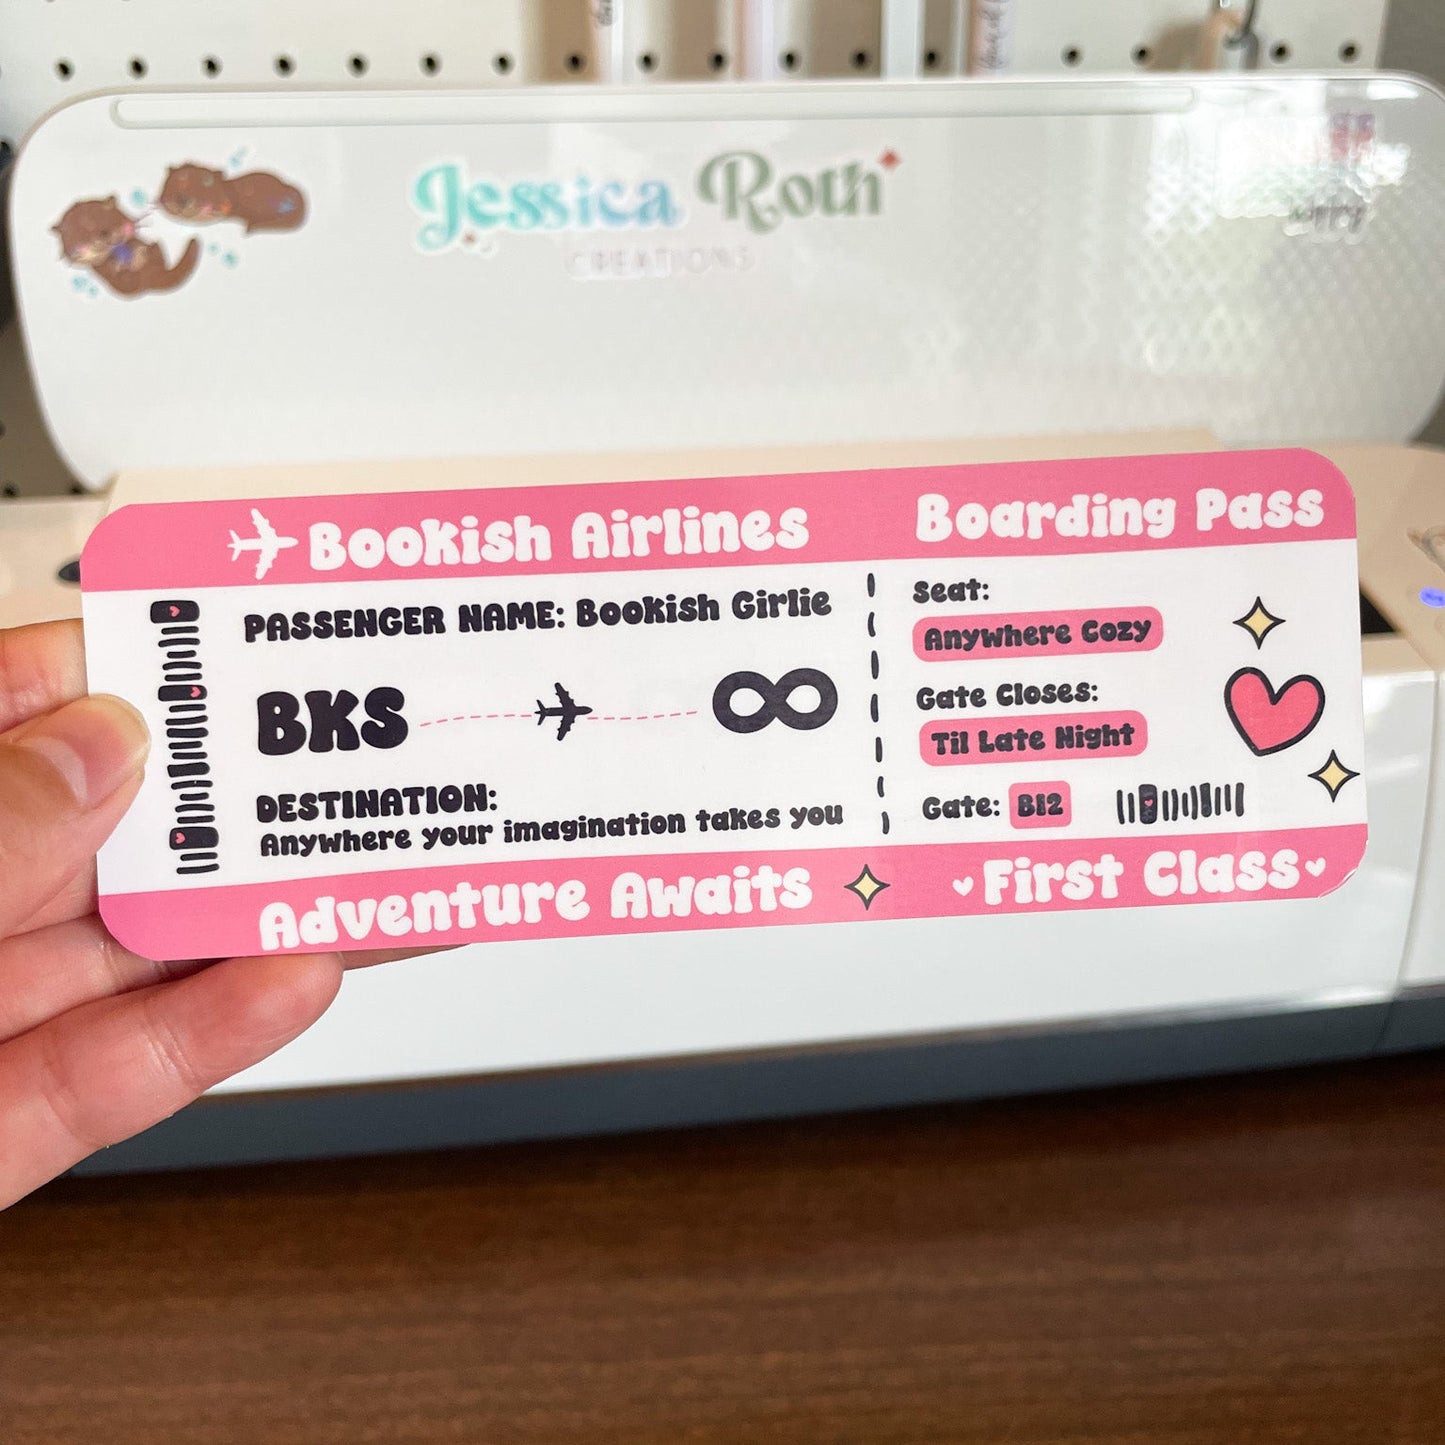 Jessica Roth
CREATIONS
Bookish Airlines
Boarding Pass
PASSENGER NAME: Bookish Girlie
BKS
DESTINATION:
Anywhere your imagination takes you
Seat:
Anywhere Cozy
Gate Closes:
Til Late Night
Gate: B12
Adventure Awaits
First Class